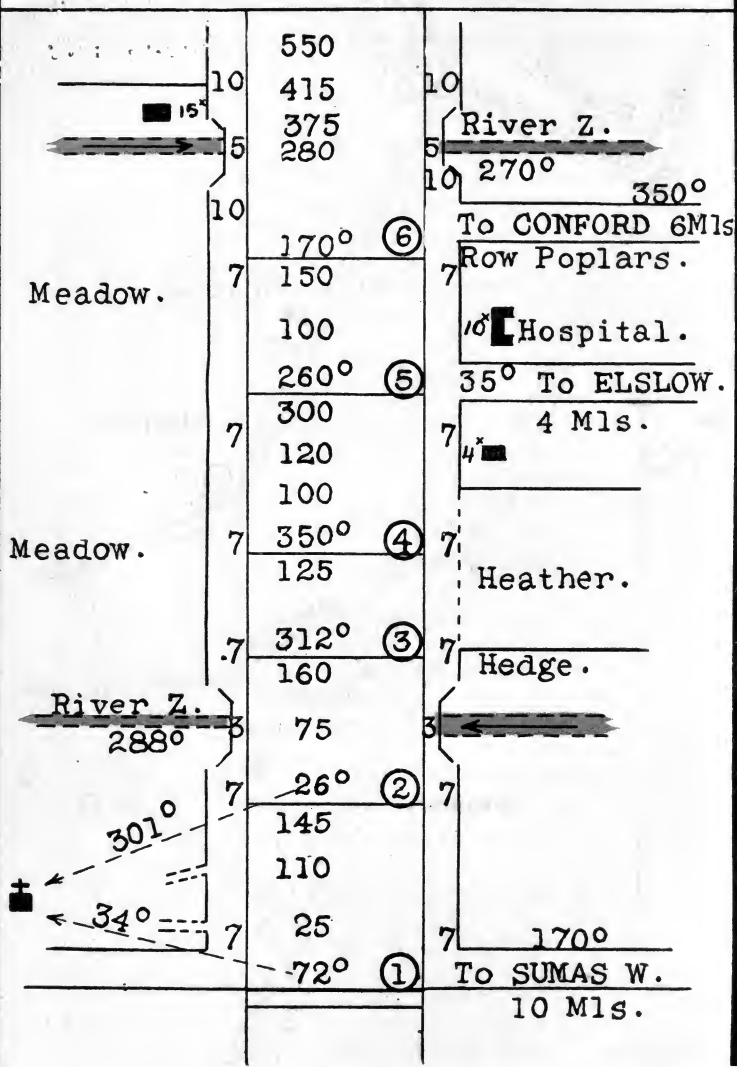 550
10 415 10
15ˣ 375 River Z.
5 280 5 270°
10 350°
10 To CONFORD 6Mls
170° ⑥ Row Poplars.
7 150 7
Meadow.
100 10ˣ Hospital.
260° ⑤ 35° To ELSLOW.
300 4 Mls.
7 120 7 4ˣ
100
Meadow. 7 350° ④ 7
125 Heather.
.7 312° ③ 7
160 Hedge.
River Z.
288° 3 75 3
7 26° ② 7
301° 145
110
34° 25
7 7 170°
72° ① To SUMAS W.
10 Mls.